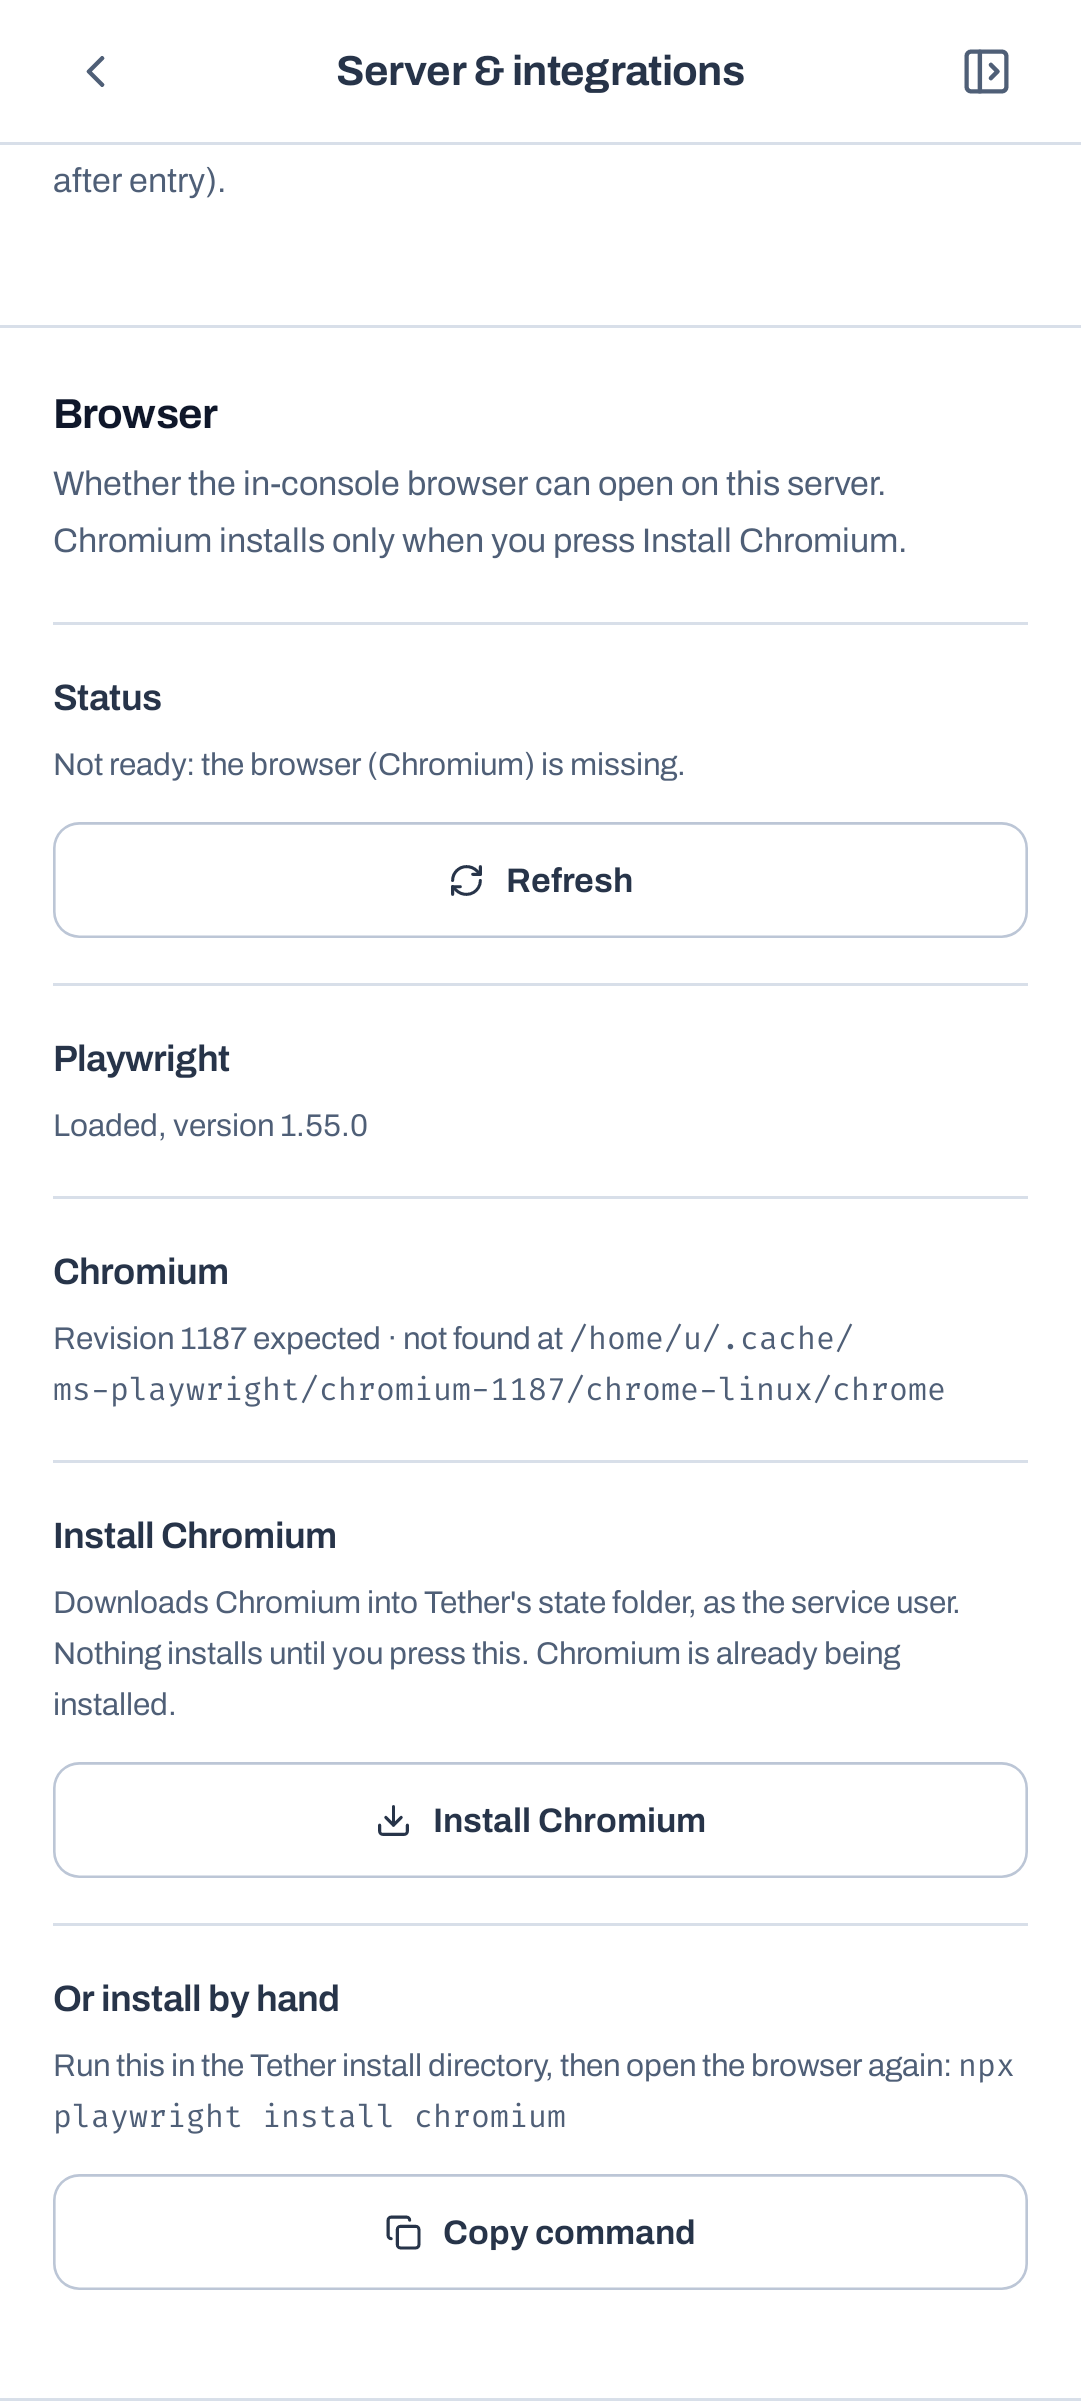 Server & integrations
after entry).
Browser
Whether the in-console browser can open on this server.
Chromium installs only when you press Install Chromium.
Status
Not ready: the browser (Chromium) is missing.
Refresh
Playwright
Loaded, version 1.55.0
Chromium
Revision 1187 expected · not found at /home/u/.cache/
ms-playwright/chromium-1187/chrome-linux/chrome
Install Chromium
Downloads Chromium into Tether's state folder, as the service user.
Nothing installs until you press this. Chromium is already being
installed.
Install Chromium
Or install by hand
Run this in the Tether install directory, then open the browser again: npx
playwright install chromium
Copy command